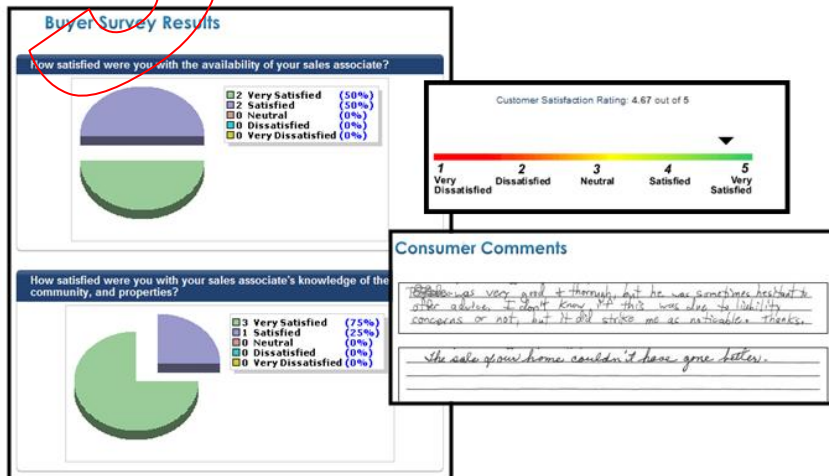 Buyer Survey Results
How satisfied were you with the availability of your sales associate?
2 Very Satisfied (50%)
2 Satisfied (50%)
0 Neutral (0%)
0 Dissatisfied (0%)
0 Very Dissatisfied (0%)
How satisfied were you with your sales associate's knowledge of the
community, and properties?
3 Very Satisfied (75%)
1 Satisfied (25%)
0 Neutral (0%)
0 Dissatisfied (0%)
0 Very Dissatisfied (0%)
Customer Satisfaction Rating: 4.67 out of 5
1 2 3 4 5
Very Dissatisfied Neutral Satisfied Very
Dissatisfied Satisfied
Consumer Comments
was very good + thorough, but he was sometimes hesitant to
offer advice. I don't know if this was due to liability
concerns or not, but it did strike me as noticable. Thanks.
The sale of our home couldn't have gone better.